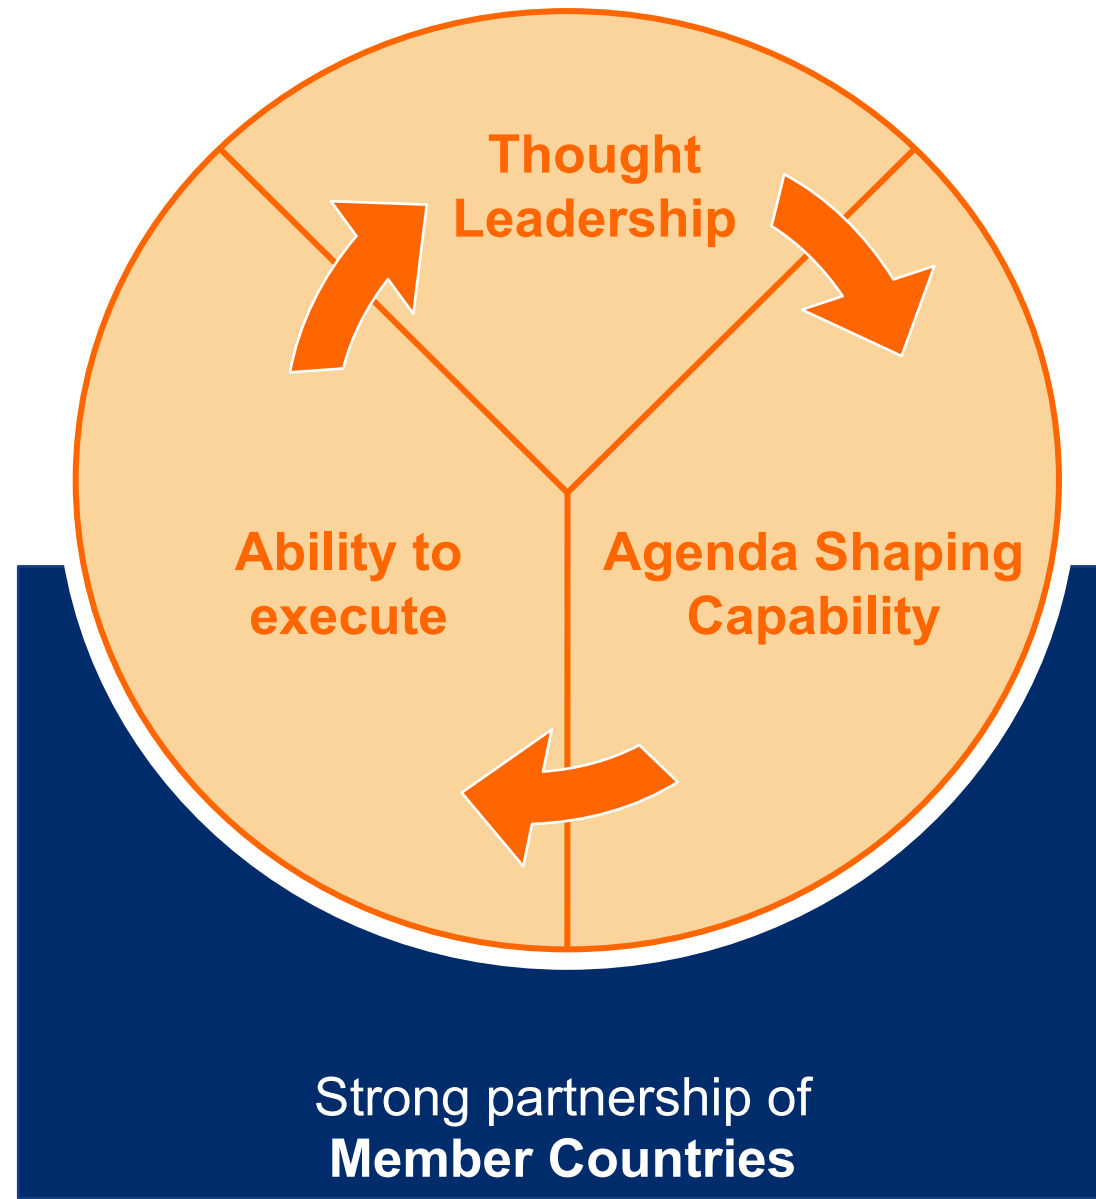 Thought
Leadership
Ability to
execute
Agenda Shaping
Capability
Strong partnership of
Member Countries